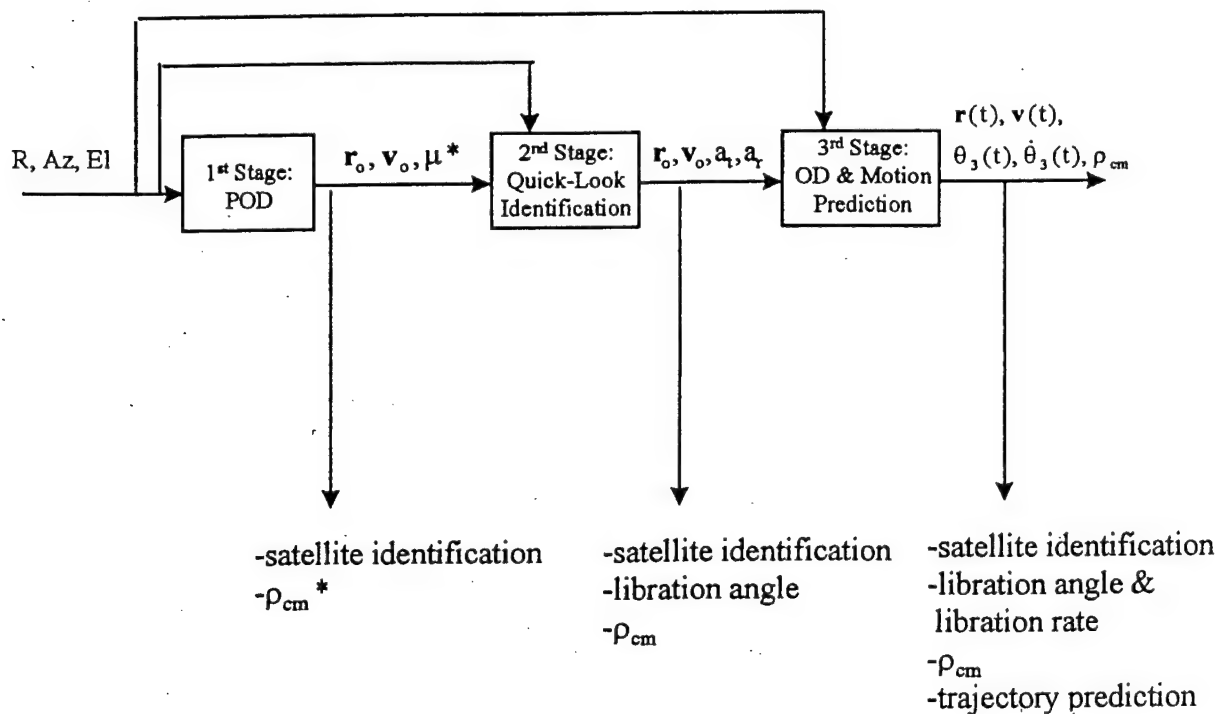 R, Az, El
1st Stage:
POD
r₀, v₀, μ*
2nd Stage:
Quick-Look
Identification
r₀, v₀, aₜ, aᵣ
3rd Stage:
OD & Motion
Prediction
r(t), v(t),
θ₃(t), θ̇₃(t), ρcm
-satellite identification
-ρcm*
-satellite identification
-libration angle
-ρcm
-satellite identification
-libration angle &
libration rate
-ρcm
-trajectory prediction